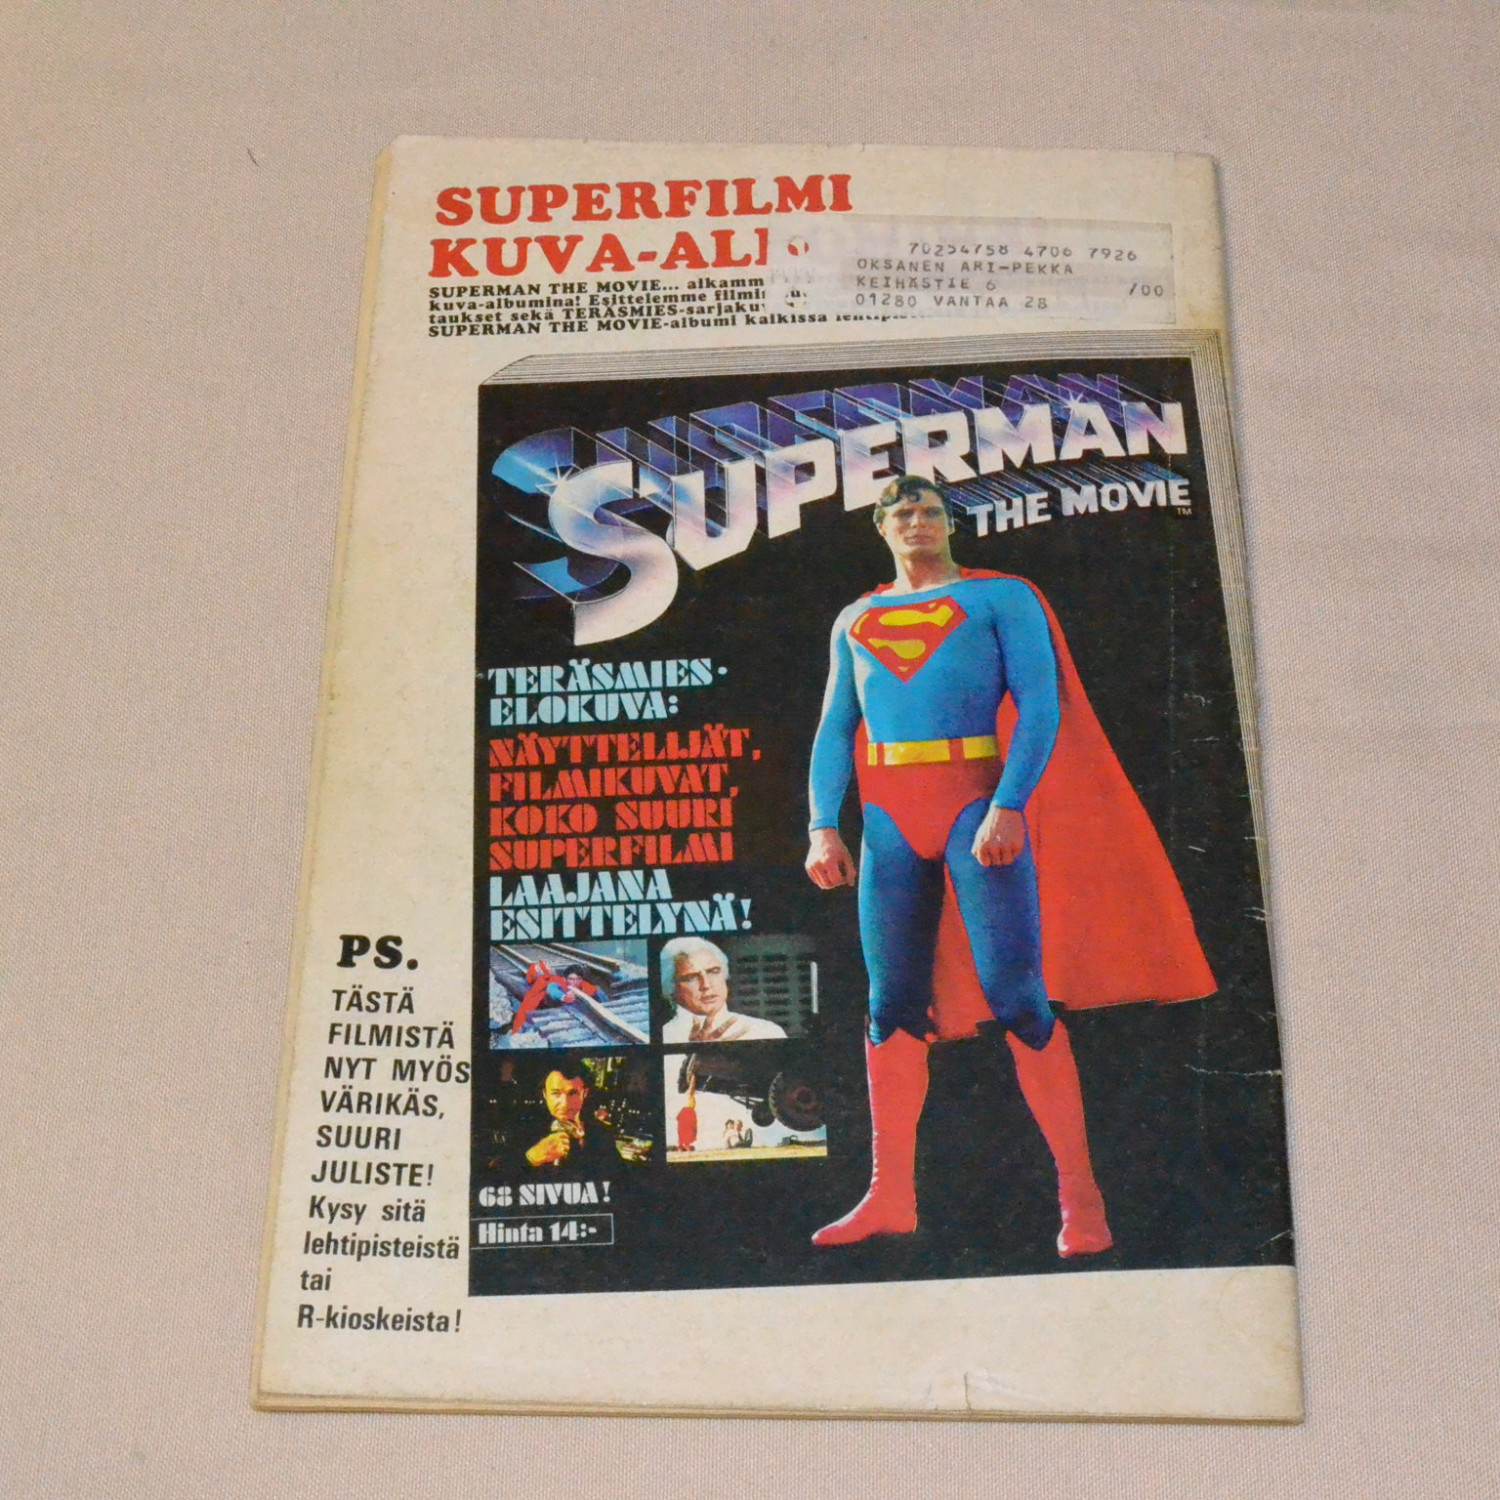 SUPERFILMI
KUVA-AL
70254758 4706 7926
OKSANEN ARI-PEKKA
KEIHÄSTIE 6 /00
01280 VANTAA 28
SUPERMAN THE MOVIE... alkamm
kuva-albumina! Esittelemme filmi
taukset sekä TERÄSMIES-sarjaku
SUPERMAN THE MOVIE-albumi kaikissa
SUPERMAN
THE MOVIE™
TERÄSMIES-
ELOKUVA:
NÄYTTELIJÄT,
FILMIKUVAT,
KOKO SUURI
SUPERFILMI
LAAJANA
ESITTELYNÄ!
68 SIVUA!
Hinta 14:-
PS.
TÄSTÄ
FILMISTÄ
NYT MYÖS
VÄRIKÄS,
SUURI
JULISTE!
Kysy sitä
lehtipisteistä
tai
R-kioskeista!